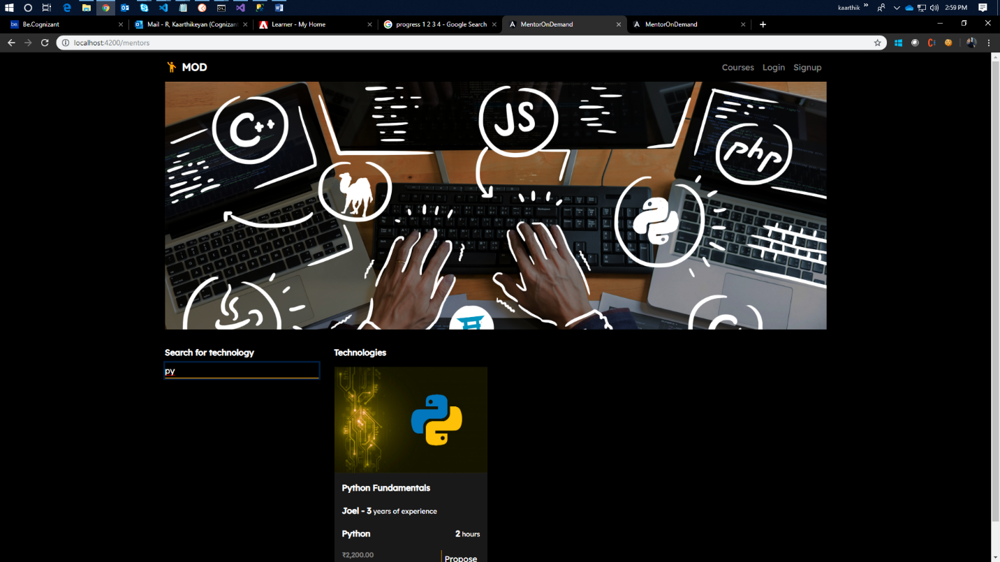 kaarthik
2:59 PM
Be.Cognizant
Mail - R, Kaarthikeyan (Cognizant
Learner - My Home
progress 1 2 3 4 - Google Search
MentorOnDemand
MentorOnDemand
localhost:4200/mentors
MOD
Courses
Login
Signup
C++
JS
php
Search for technology
Technologies
py
Python Fundamentals
Joel - 3 years of experience
Python
2 hours
₹2,200.00
Propose